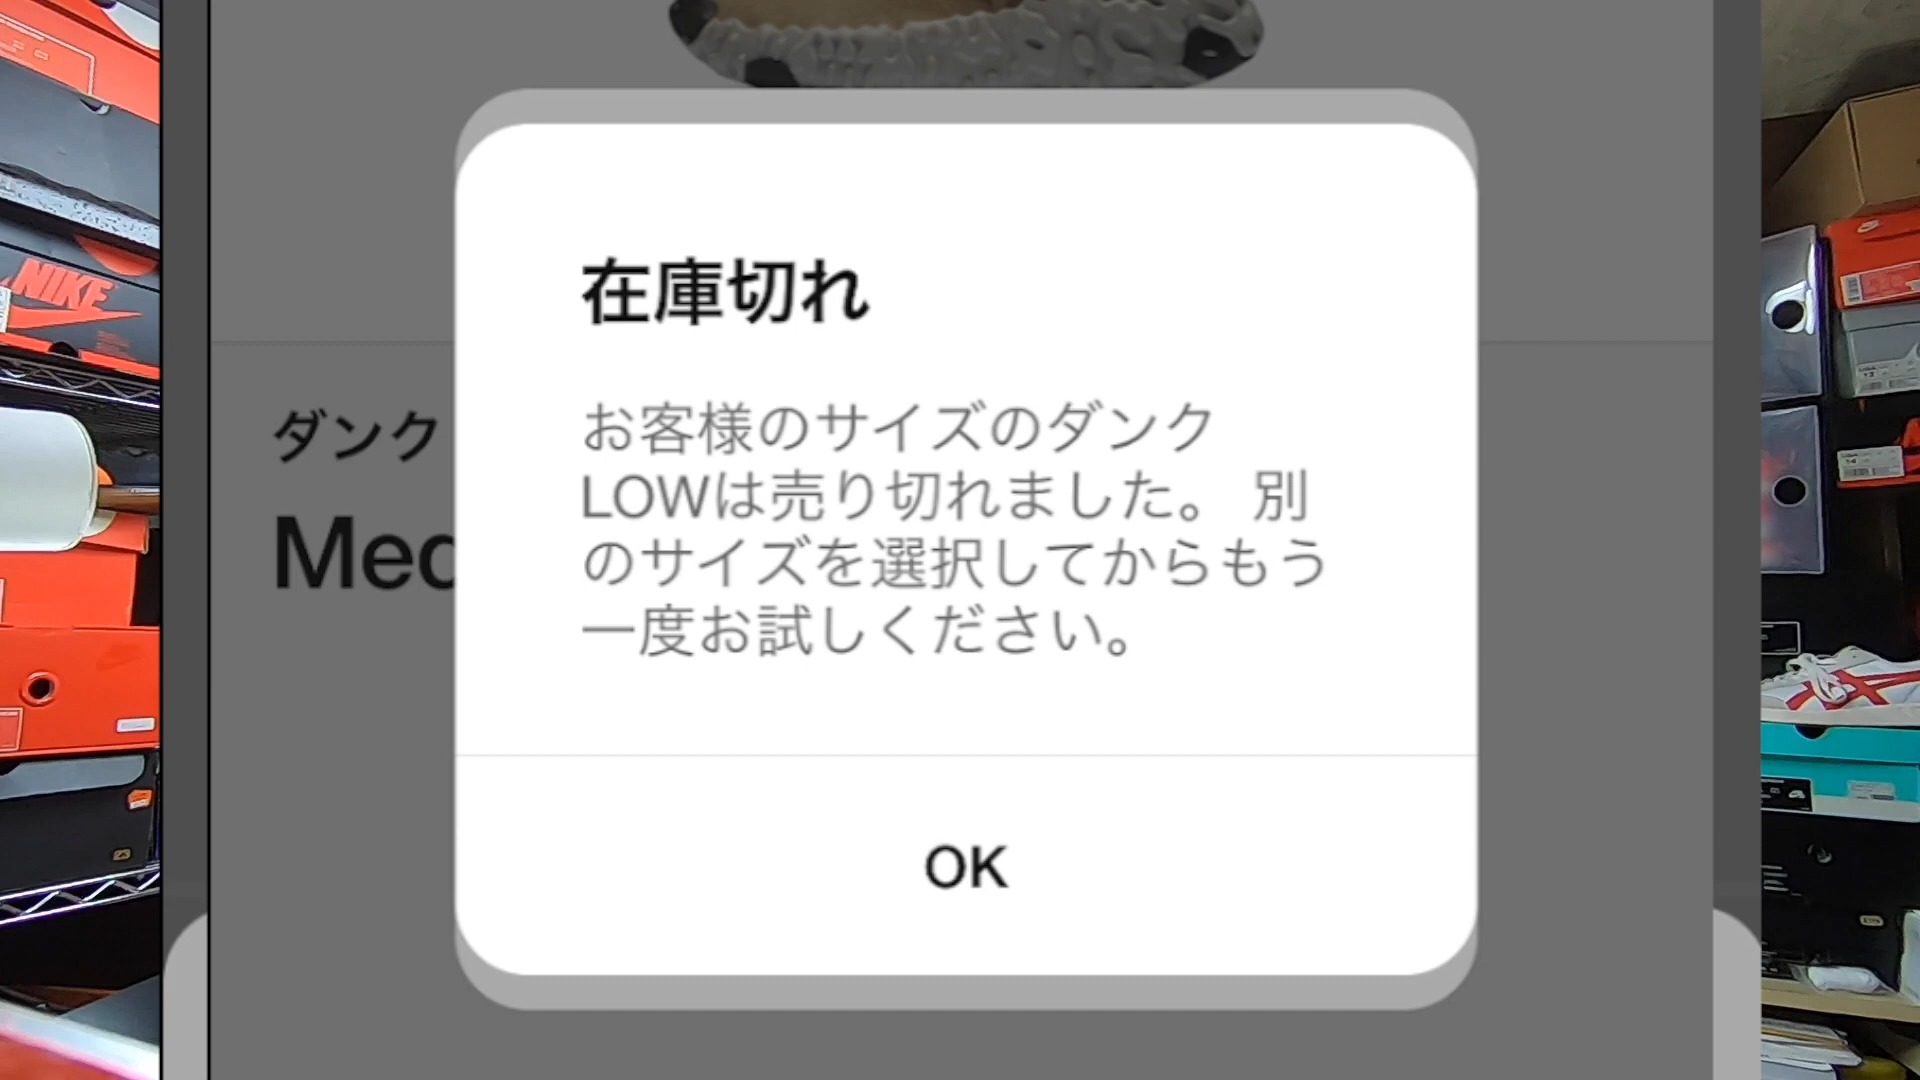 在庫切れ
お客様のサイズのダンク
LOWは売り切れました。 別
のサイズを選択してからもう
一度お試しください。
OK
ダンク
Med
NIKE